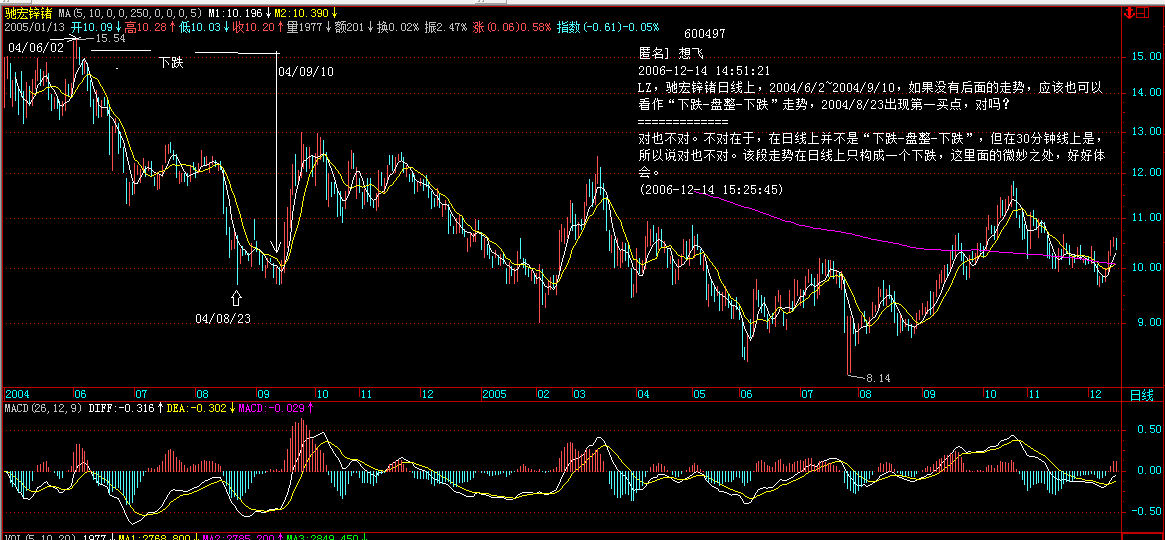 驰宏锌锗 MA(5,10,0,0,250,0,0,0,5) M1:10.196↓M2:10.390↓
2005/01/13 开10.09↓高10.28↑低10.03↓收10.20↑量1977↓额201↓换0.02% 振2.47% 涨(0.06)0.58% 指数(-0.61)-0.05%
04/06/02
15.54
下跌
04/09/10
04/08/23
600497
匿名] 想飞
2006-12-14 14:51:21
LZ，驰宏锌锗日线上，2004/6/2~2004/9/10，如果没有后面的走势，应该也可以
看作“下跌-盘整-下跌”走势，2004/8/23出现第一买点，对吗？
=============
对也不对。不对在于，在日线上并不是“下跌-盘整-下跌”，但在30分钟线上是，
所以说对也不对。该段走势在日线上只构成一个下跌，这里面的微妙之处，好好体
会。
(2006-12-14 15:25:45)
8.14
15.00
14.00
13.00
12.00
11.00
10.00
9.00
2004 06 07 08 09 10 11 12 2005 02 03 04 05 06 07 08 09 10 11 12 日线
MACD(26,12,9) DIFF:-0.316↑DEA:-0.302↓MACD:-0.029↑
0.50
0.00
-0.50
VOL(5,10,20) 1977↓MA1:2768.800↓MA2:2785.200↑MA3:2849.450↓